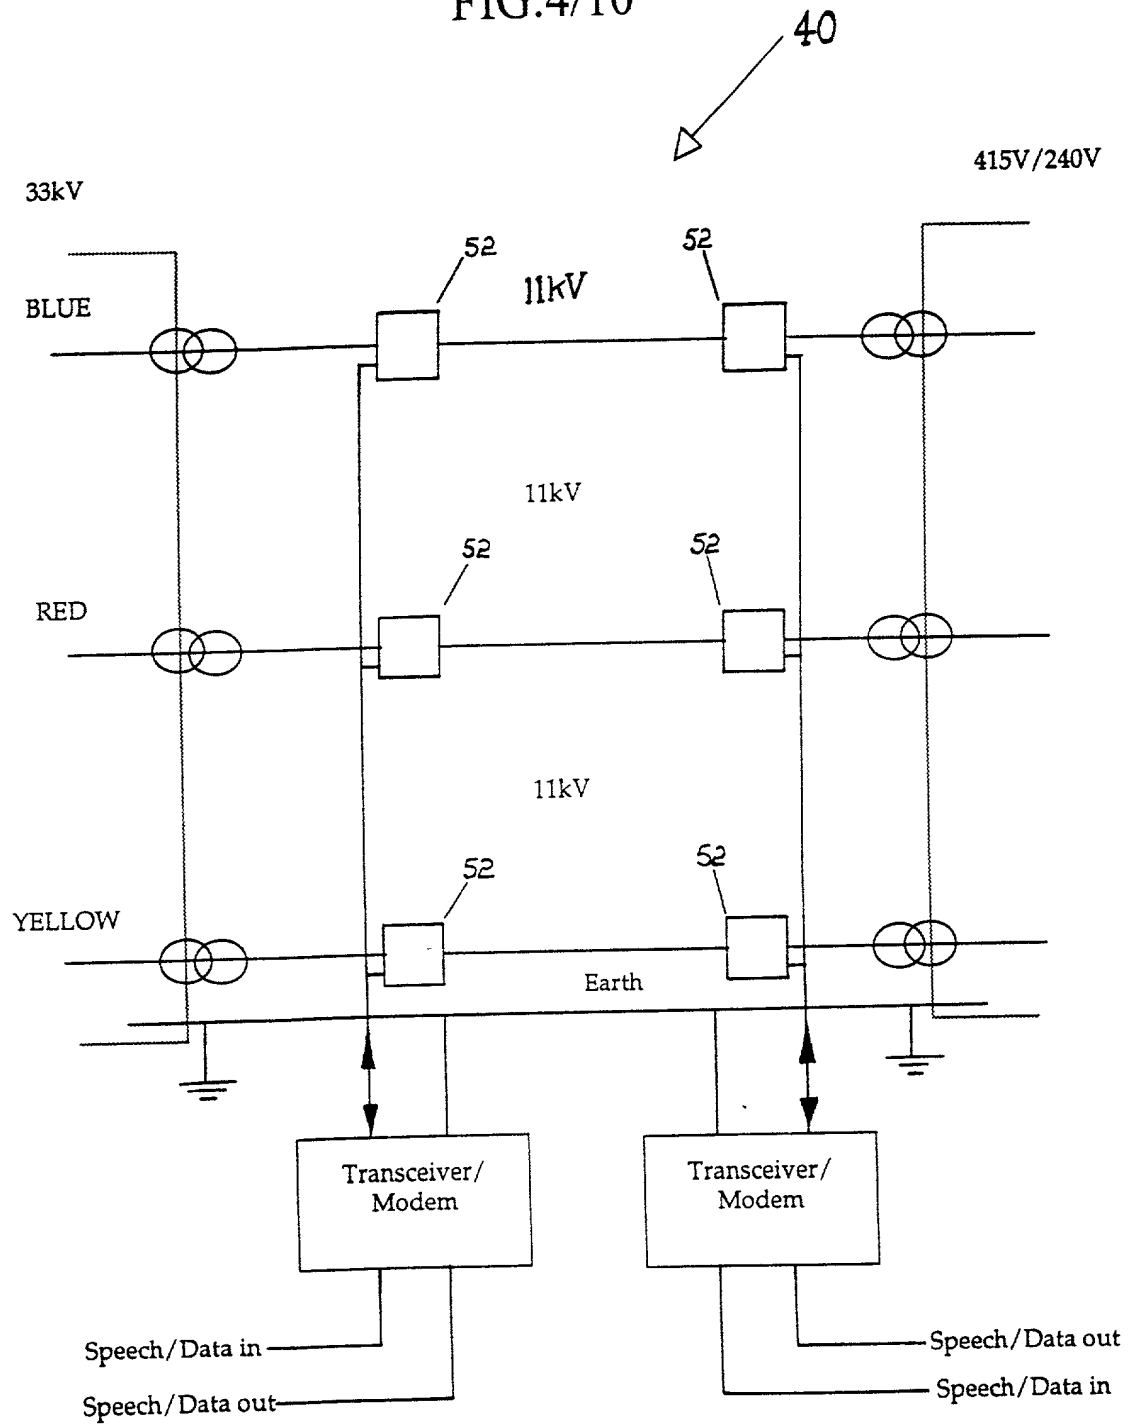 FIG.4/10
40
415V/240V
33kV
52
52
11kV
BLUE
11kV
52
52
RED
11kV
52
52
YELLOW
Earth
Transceiver/
Modem
Transceiver/
Modem
Speech/Data in
Speech/Data out
Speech/Data out
Speech/Data in